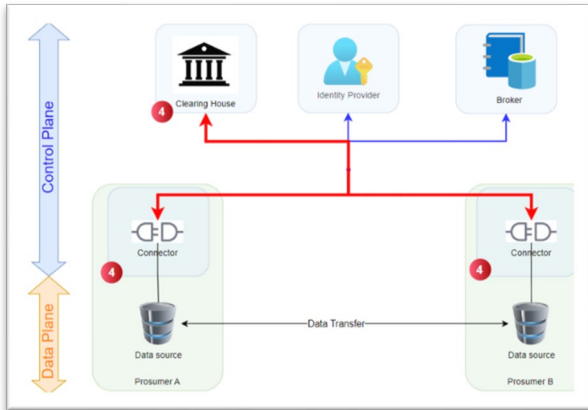 Control Plane
Clearing House
4
Identity Provider
Broker
Connector
4
Connector
4
Data Plane
Data Transfer
Data source
Data source
Prosumer A
Prosumer B